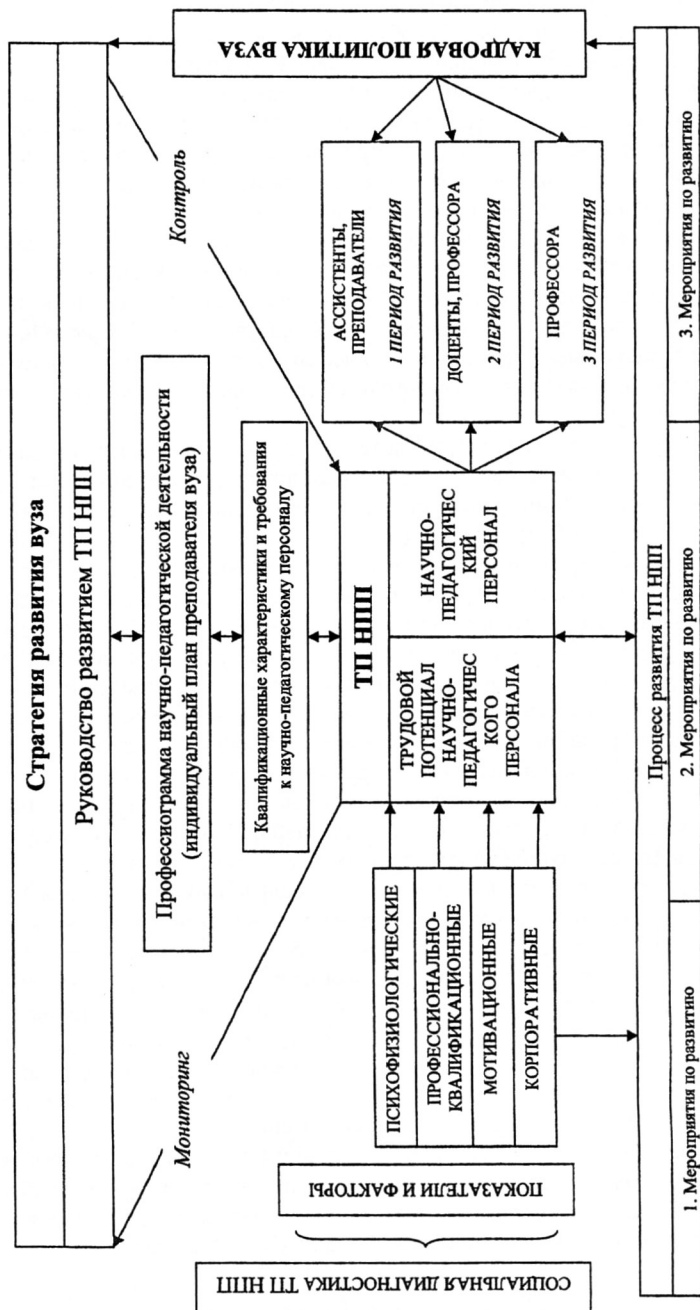 Стратегия развития вуза
Руководство развитием ТП НПП
Мониторинг
Контроль
Профессиограмма научно-педагогической деятельности
(индивидуальный план преподавателя вуза)
Квалификационные характеристики и требования
к научно-педагогическому персоналу
СОЦИАЛЬНАЯ ДИАГНОСТИКА ТП НПП
ПОКАЗАТЕЛИ И ФАКТОРЫ
ПСИХОФИЗИОЛОГИЧЕСКИЕ
ПРОФЕССИОНАЛЬНО-
КВАЛИФИКАЦИОННЫЕ
МОТИВАЦИОННЫЕ
КОРПОРАТИВНЫЕ
ТП НПП
ТРУДОВОЙ
ПОТЕНЦИАЛ
НАУЧНО-
ПЕДАГОГИЧЕС
КОГО
ПЕРСОНАЛА
НАУЧНО-
ПЕДАГОГИЧЕС
КИЙ
ПЕРСОНАЛ
АССИСТЕНТЫ,
ПРЕПОДАВАТЕЛИ
1 ПЕРИОД РАЗВИТИЯ
ДОЦЕНТЫ, ПРОФЕССОРА
2 ПЕРИОД РАЗВИТИЯ
ПРОФЕССОРА
3 ПЕРИОД РАЗВИТИЯ
КАДРОВАЯ ПОЛИТИКА ВУЗА
Процесс развития ТП НПП
1. Мероприятия по развитию
2. Мероприятия по развитию
3. Мероприятия по развитию